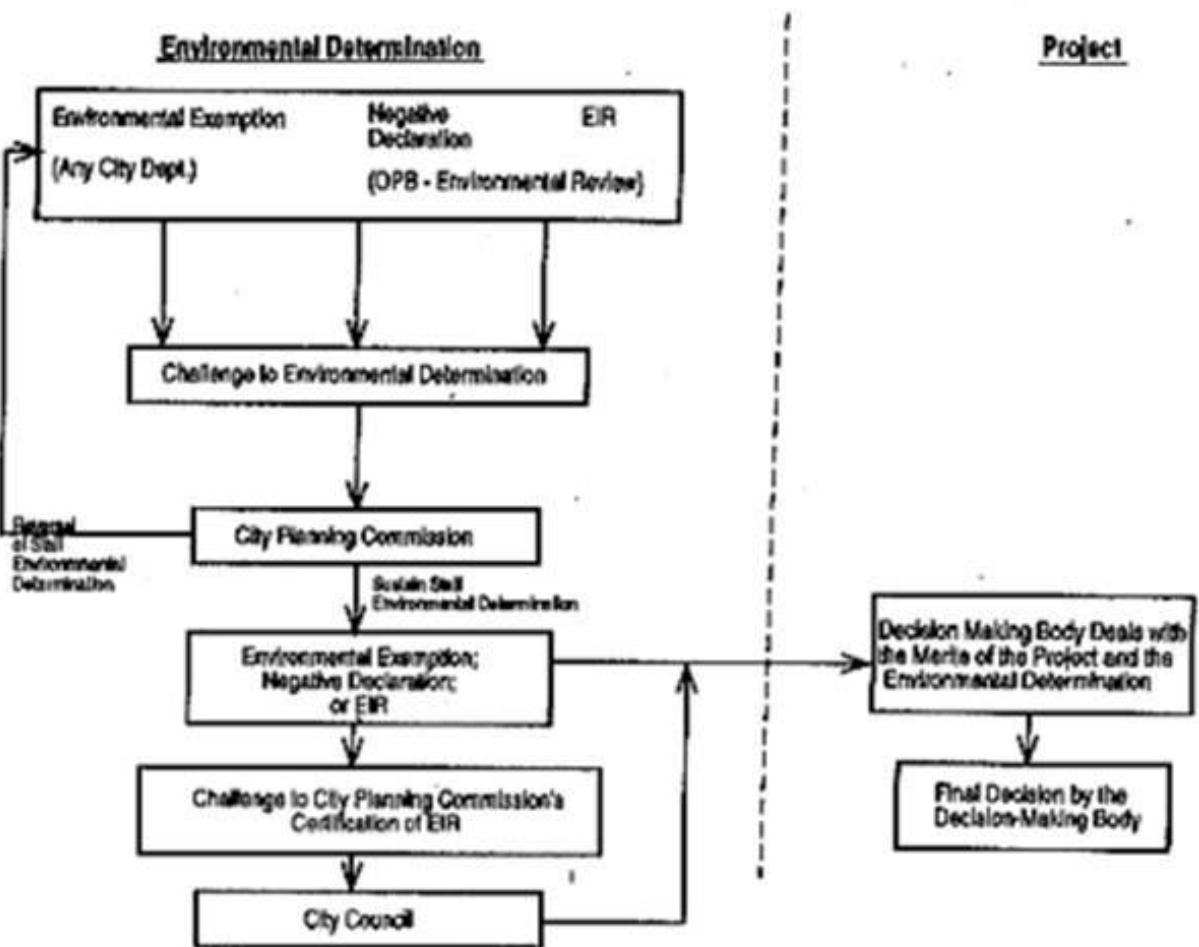 Environmental Determination
Project
Environmental Exemption
Negative
Declaration
EIR
(Any City Dept.)
(OPB - Environmental Review)
Challenge to Environmental Determination
City Planning Commission
of Staff
Environmental
Determination
Sustain Staff
Environmental Determination
Environmental Exemption;
Negative Declaration;
or EIR
Decision Making Body Deals with
the Merits of the Project and the
Environmental Determination
Challenge to City Planning Commission's
Certification of EIR
Final Decision by the
Decision-Making Body
City Council